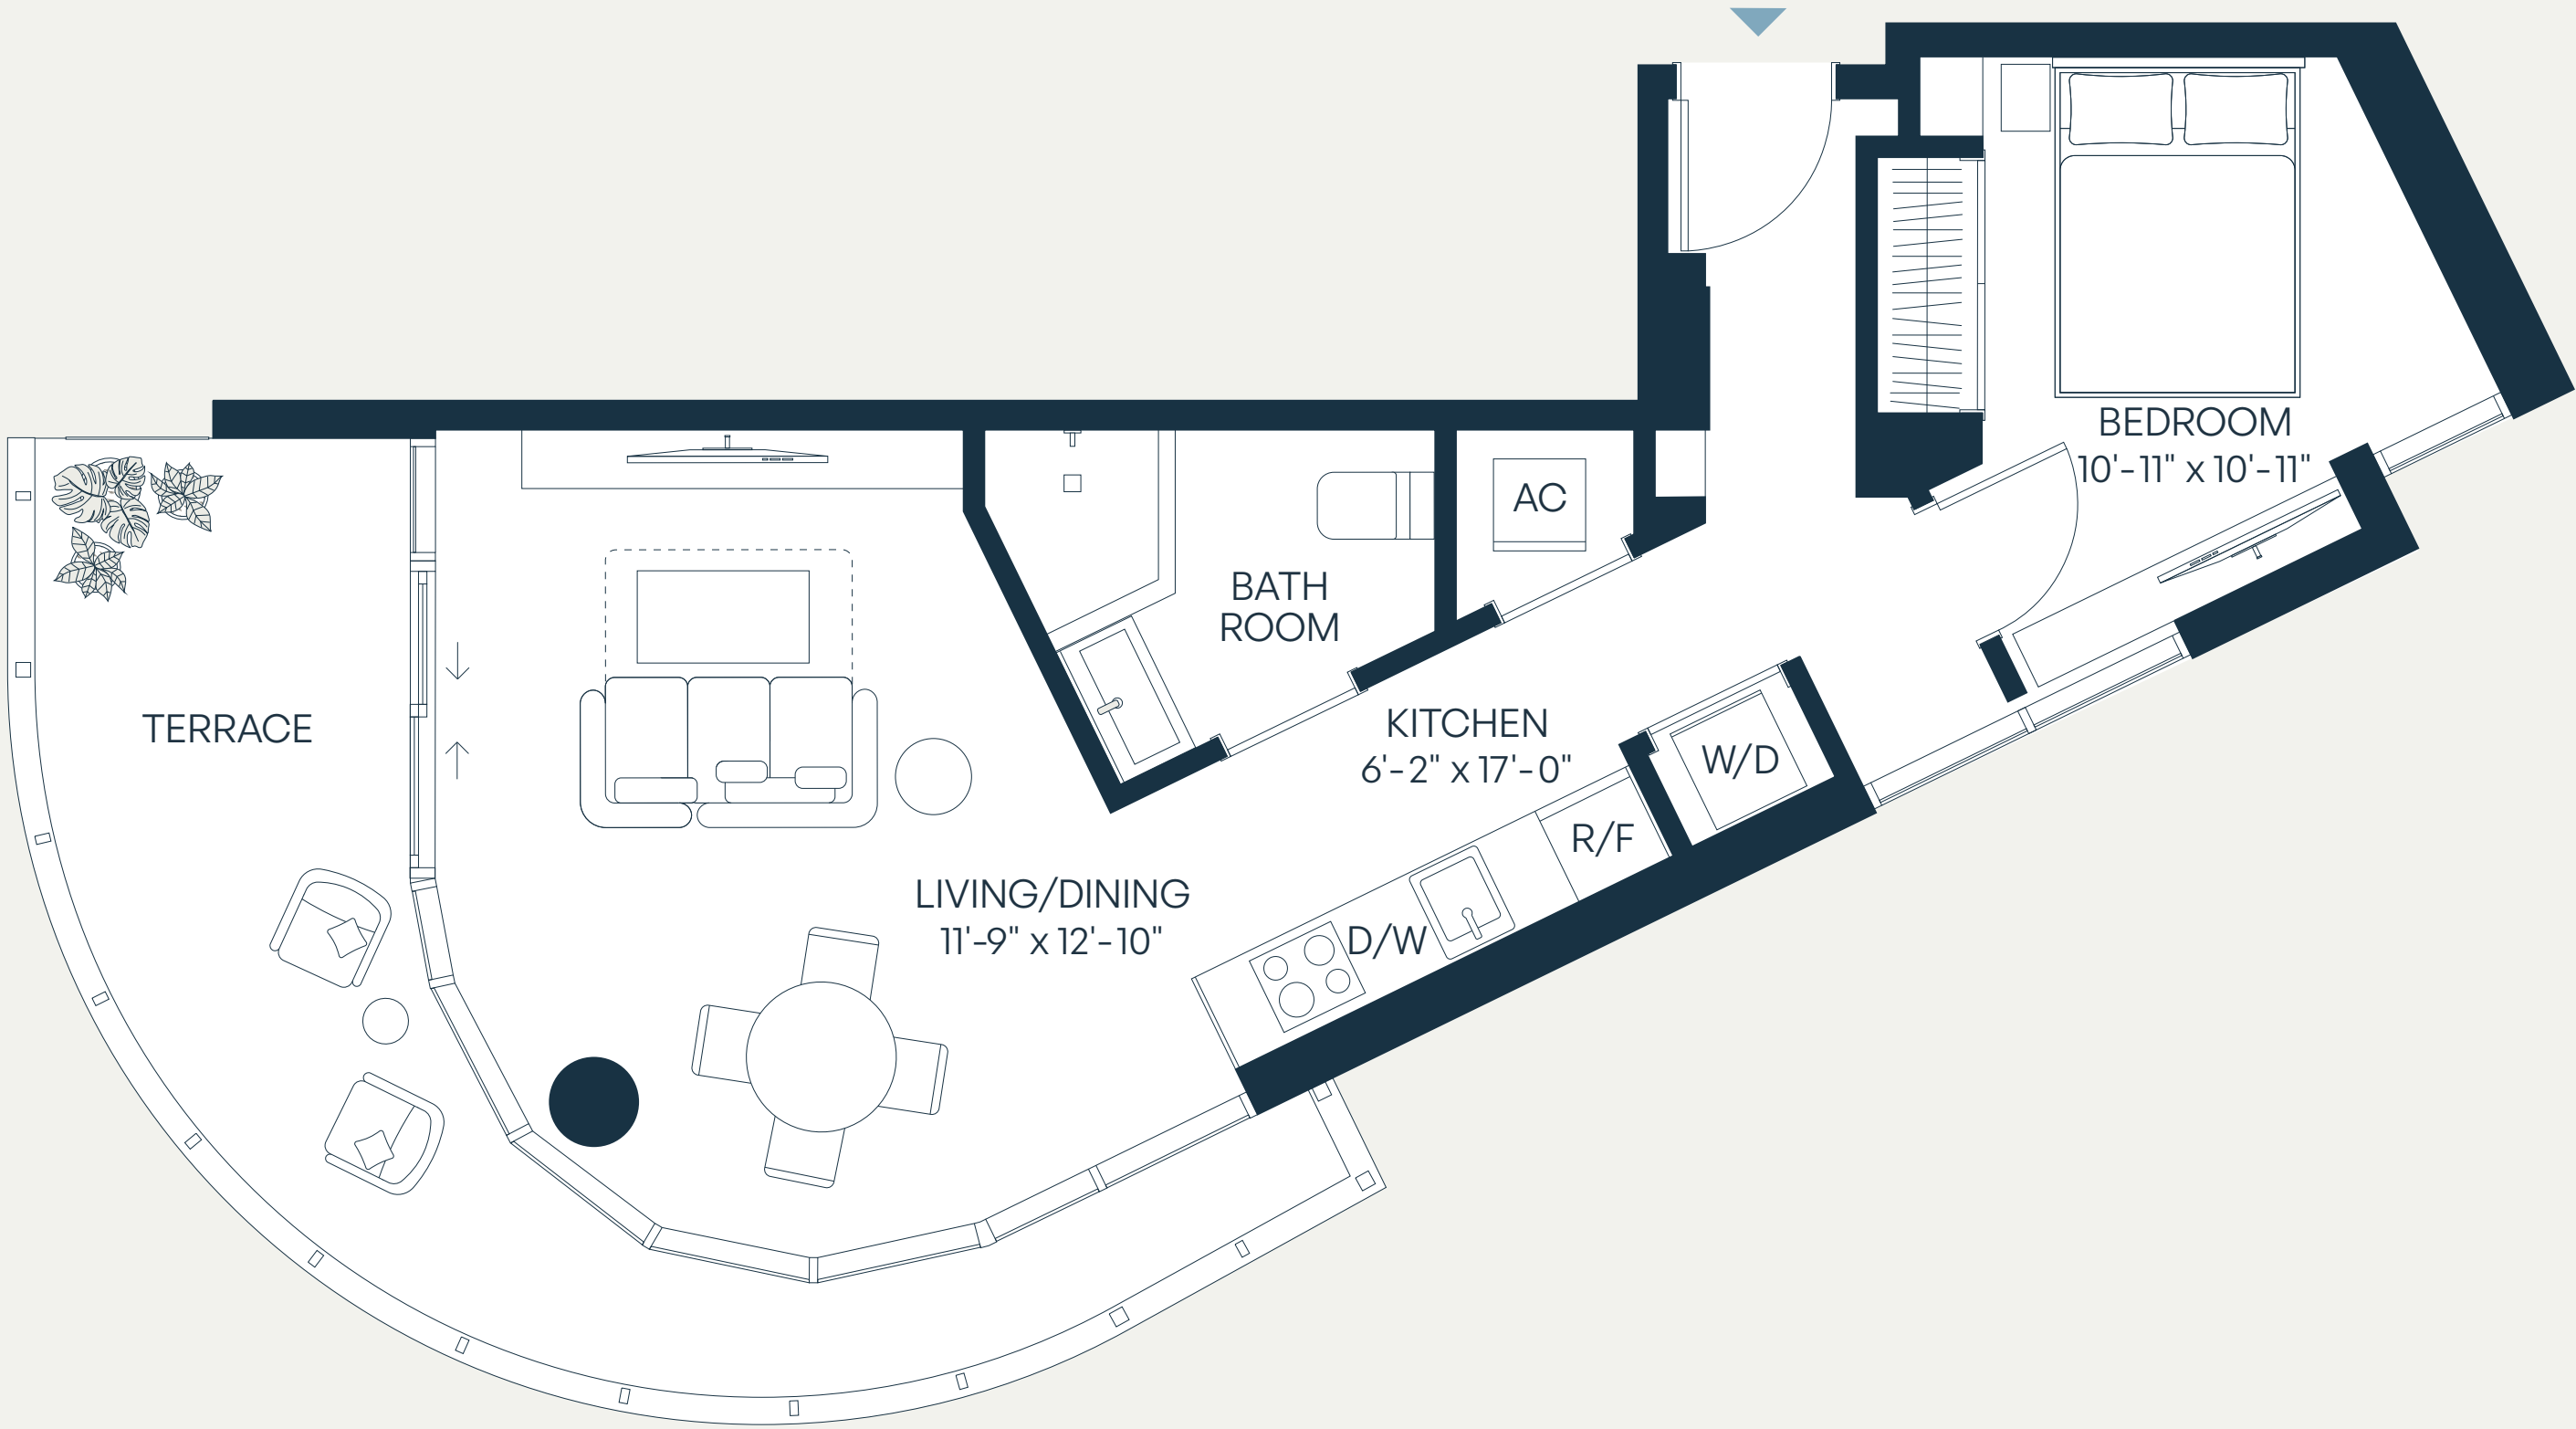 BEDROOM
10'-11" x 10'-11"
AC
BATH
ROOM
TERRACE
KITCHEN
6'-2" x 17'-0"
W/D
R/F
LIVING/DINING
11'-9" x 12'-10"
D/W